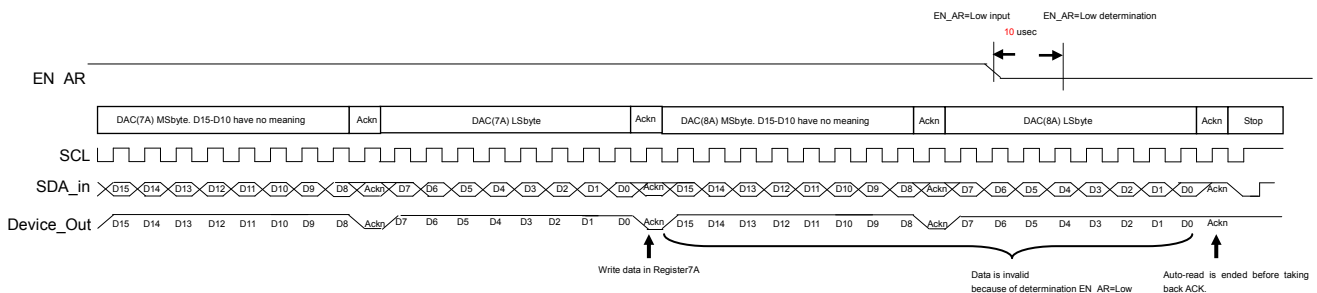 EN_AR=Low input EN_AR=Low determination
10 usec
EN AR
DAC(7A) MSbyte. D15-D10 have no meaning Ackn DAC(7A) LSbyte Ackn DAC(8A) MSbyte. D15-D10 have no meaning Ackn DAC(8A) LSbyte Ackn Stop
SCL
SDA_in D15 D14 D13 D12 D11 D10 D9 D8 Ackn D7 D6 D5 D4 D3 D2 D1 D0 Ackn D15 D14 D13 D12 D11 D10 D9 D8 Ackn D7 D6 D5 D4 D3 D2 D1 D0 Ackn
Device_Out D15 D14 D13 D12 D11 D10 D9 D8 Ackn D7 D6 D5 D4 D3 D2 D1 D0 Ackn D15 D14 D13 D12 D11 D10 D9 D8 Ackn D7 D6 D5 D4 D3 D2 D1 D0 Ackn
Write data in Register7A
Data is invalid
because of determination EN AR=Low
Auto-read is ended before taking
back ACK.